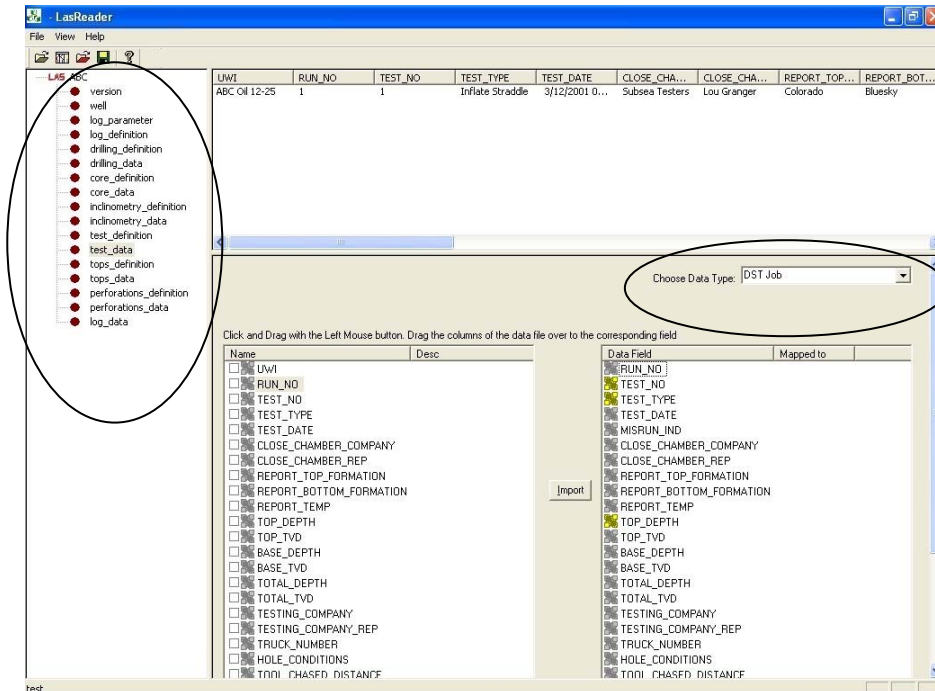 - LasReader
File View Help
LAS ABC
version
well
log_parameter
log_definition
drilling_definition
drilling_data
core_definition
core_data
inclinometry_definition
inclinometry_data
test_definition
test_data
tops_definition
tops_data
perforations_definition
perforations_data
log_data
UWI RUN_NO TEST_NO TEST_TYPE TEST_DATE CLOSE_CHA... CLOSE_CHA... REPORT_TOP... REPORT_BOT...
ABC Oil 12-25 1 1 Inflate Straddle 3/12/2001 0... Subsea Testers Lou Granger Colorado Bluesky
Choose Data Type: DST Job
Click and Drag with the Left Mouse button. Drag the columns of the data file over to the corresponding field
Name Desc
UWI
RUN_NO
TEST_NO
TEST_TYPE
TEST_DATE
CLOSE_CHAMBER_COMPANY
CLOSE_CHAMBER_REP
REPORT_TOP_FORMATION
REPORT_BOTTOM_FORMATION
REPORT_TEMP
TOP_DEPTH
TOP_TVD
BASE_DEPTH
BASE_TVD
TOTAL_DEPTH
TOTAL_TVD
TESTING_COMPANY
TESTING_COMPANY_REP
TRUCK_NUMBER
HOLE_CONDITIONS
TOOL_CHASED_DISTANCE
Import
Data Field Mapped to
RUN_NO
TEST_NO
TEST_TYPE
TEST_DATE
MISRUN_IND
CLOSE_CHAMBER_COMPANY
CLOSE_CHAMBER_REP
REPORT_TOP_FORMATION
REPORT_BOTTOM_FORMATION
REPORT_TEMP
TOP_DEPTH
TOP_TVD
BASE_DEPTH
BASE_TVD
TOTAL_DEPTH
TOTAL_TVD
TESTING_COMPANY
TESTING_COMPANY_REP
TRUCK_NUMBER
HOLE_CONDITIONS
TOOL_CHASED_DISTANCE
test